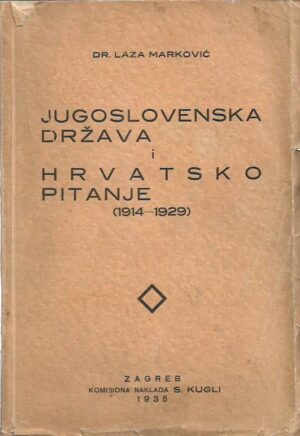 DR. LAZA MARKOVIĆ
JUGOSLOVENSKA
DRŽAVA
i
HRVATSKO
PITANJE
(1914—1929)
ZAGREB
KOMISIONA NAKLADA S. KUGLI
1935